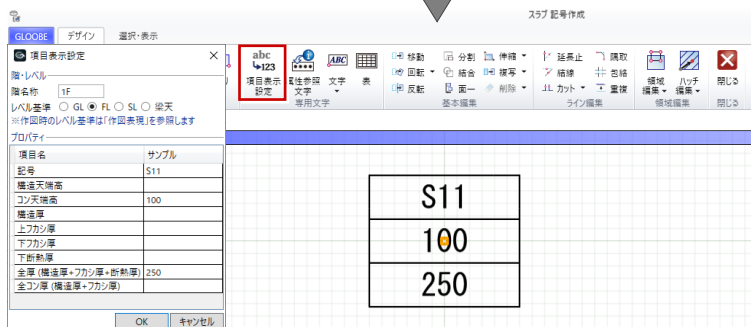 スラブ 記号作成
GLOOBE デザイン 選択・表示
項目表示設定
階・レベル
階名称 1F
レベル基準 GL FL SL 梁天
※作図時のレベル基準は「作図表現」を参照します
プロパティ
項目名 サンプル
記号 S11
構造天端高
コン天端高 100
構造厚
上フカシ厚
下フカシ厚
下断熱厚
全厚 (構造厚+フカシ厚+断熱厚) 250
全コン厚 (構造厚+フカシ厚)
OK キャンセル
abc
123
項目表示
設定
属性参照
文字
ABC
文字
表
専用文字
移動 分割 伸縮
回転 結合 複写
反転 面一 削除
基本編集
延長止 隅取
結線 包絡
カット 重複
ライン編集
領域
編集
ハッチ
編集
領域編集
閉じる
閉じる
S11
100
250